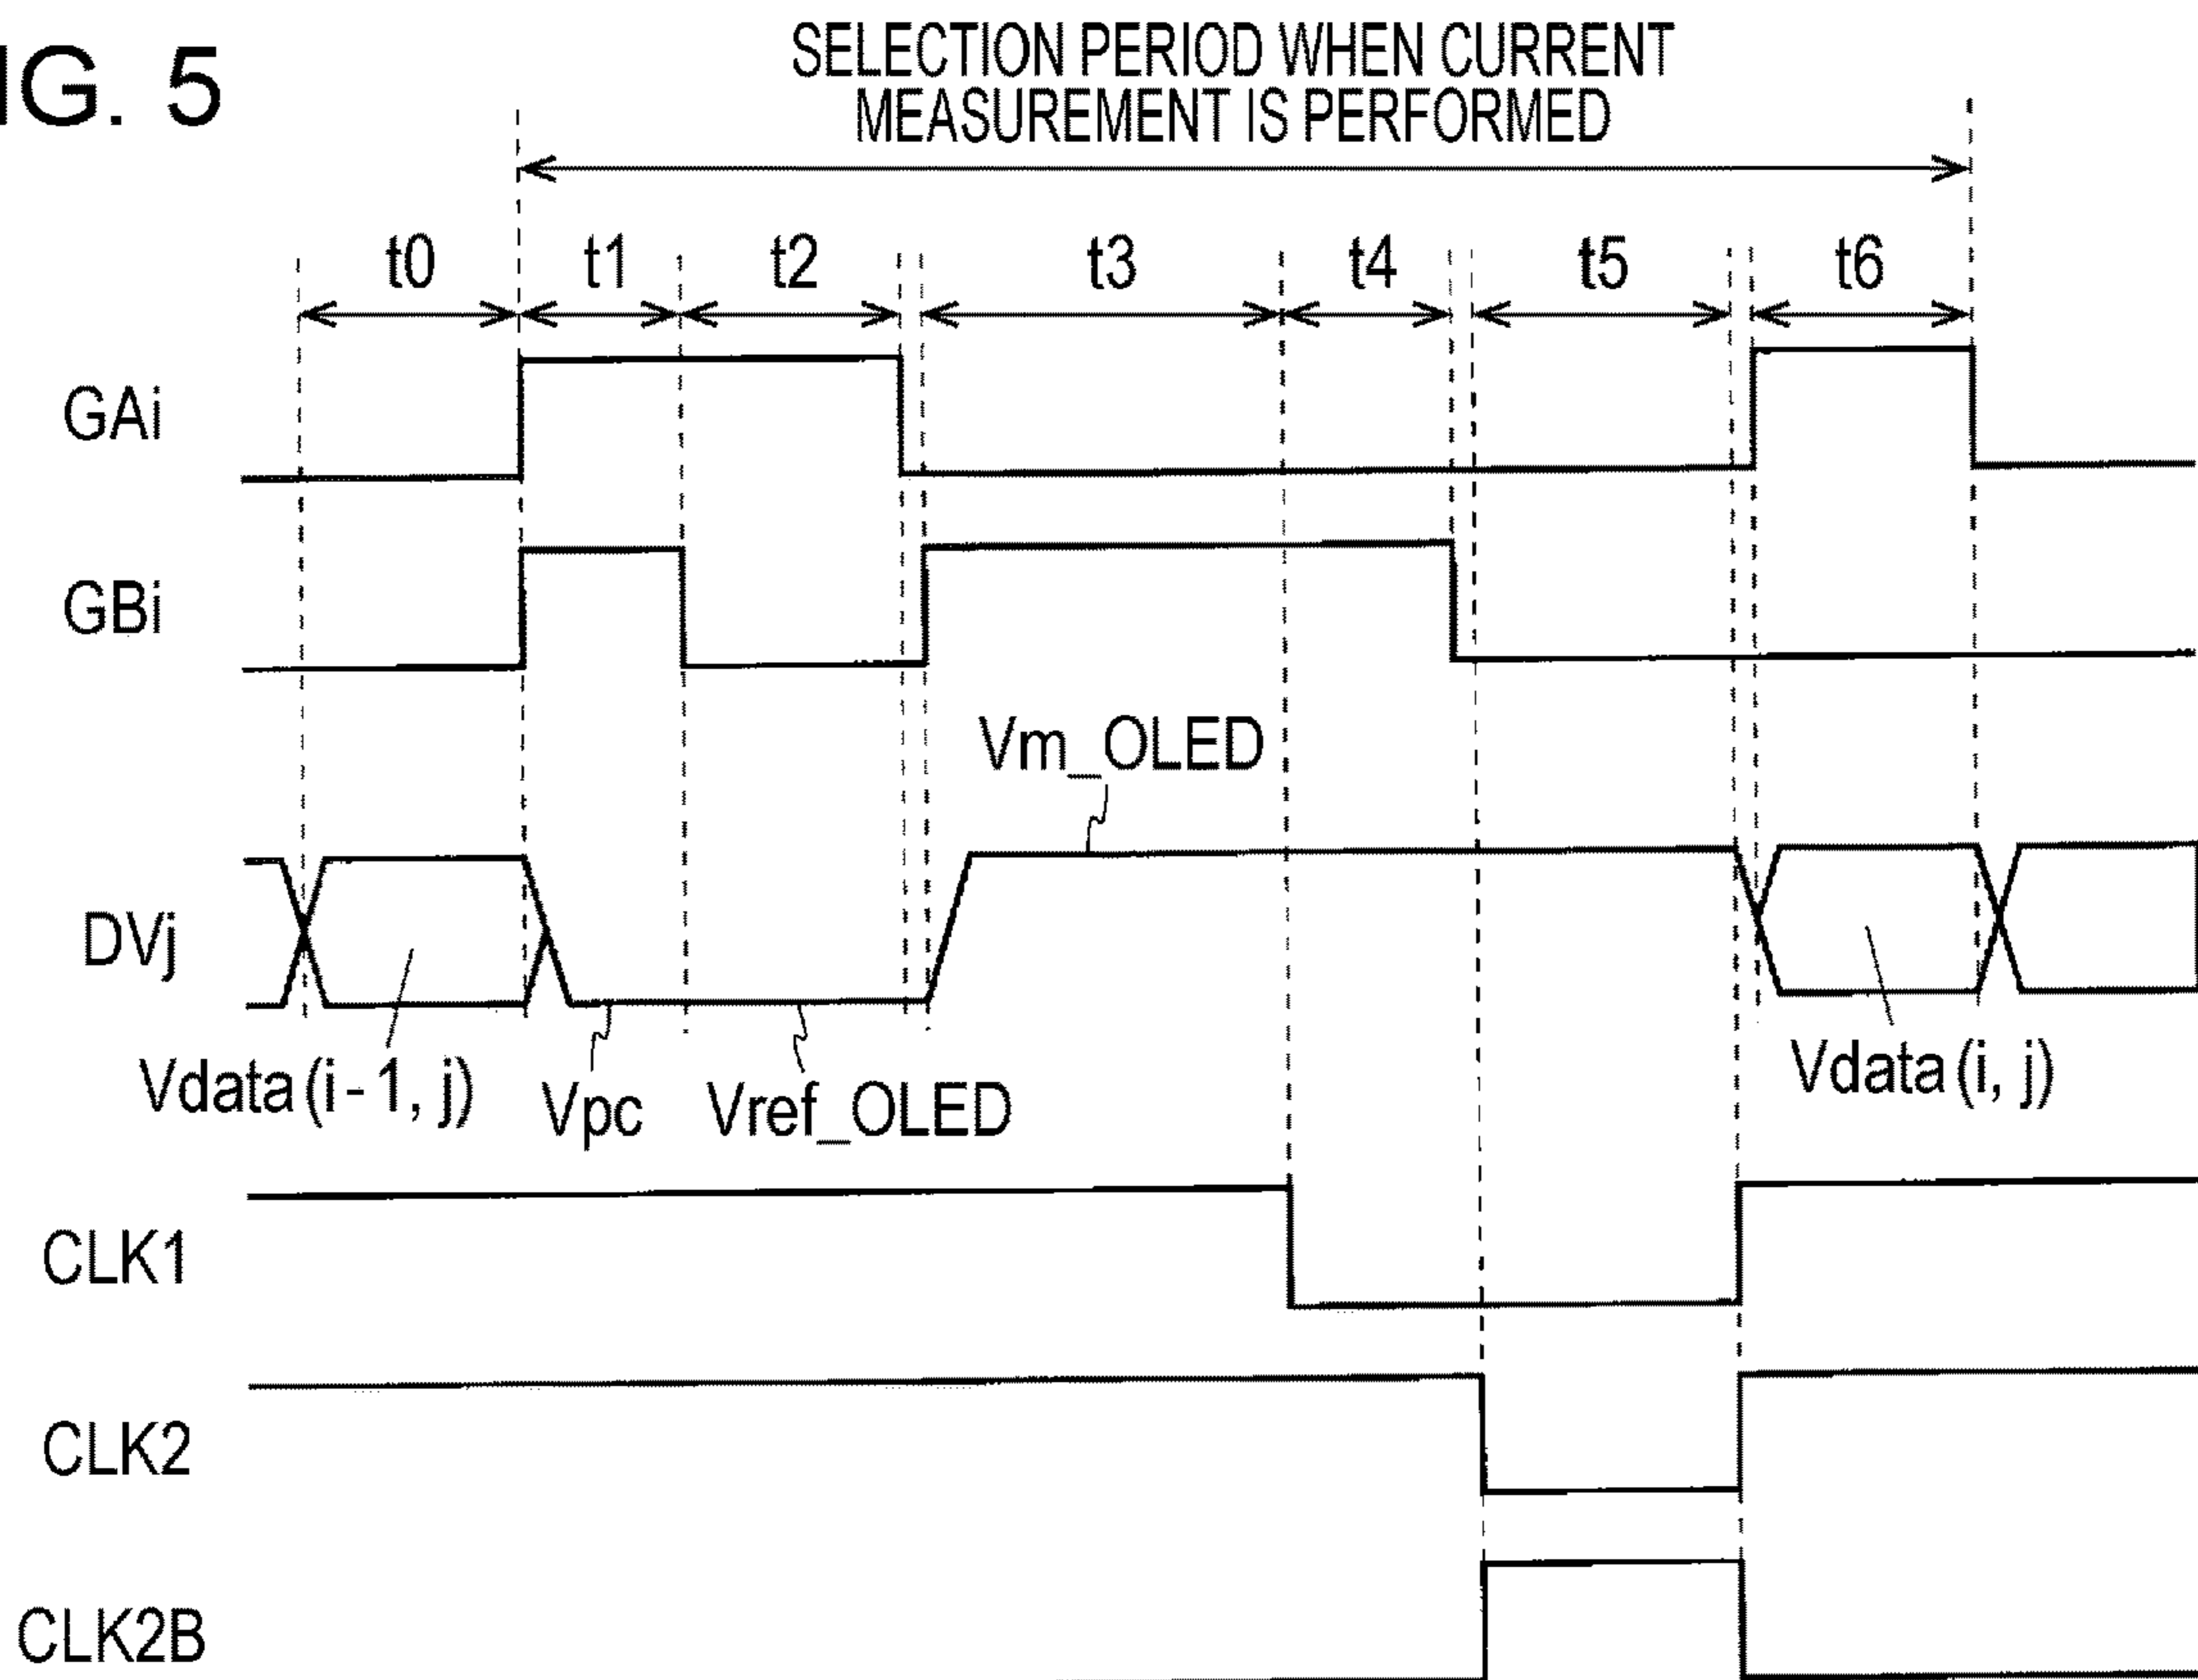 IG. 5
SELECTION PERIOD WHEN CURRENT
MEASUREMENT IS PERFORMED
t0 t1 t2 t3 t4 t5 t6
GAi
GBi
Vm_OLED
DVj
Vdata (i-1, j) Vpc Vref_OLED Vdata (i, j)
CLK1
CLK2
CLK2B